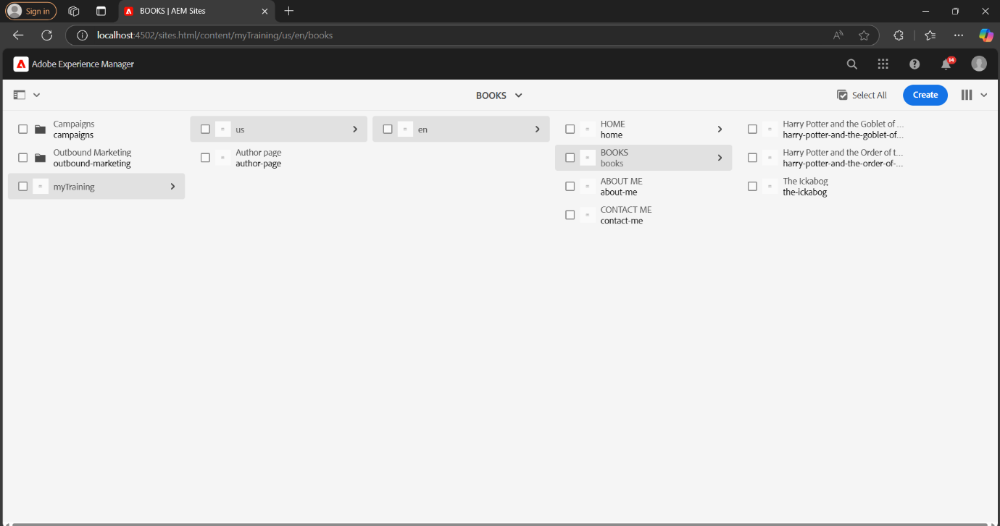 Sign in
BOOKS | AEM Sites
localhost:4502/sites.html/content/myTraining/us/en/books
Adobe Experience Manager
14
BOOKS
Select All
Create
Campaigns
campaigns
Outbound Marketing
outbound-marketing
myTraining
us
Author page
author-page
en
HOME
home
BOOKS
books
ABOUT ME
about-me
CONTACT ME
contact-me
Harry Potter and the Goblet of ...
harry-potter-and-the-goblet-of...
Harry Potter and the Order of t...
harry-potter-and-the-order-of-...
The Ickabog
the-ickabog